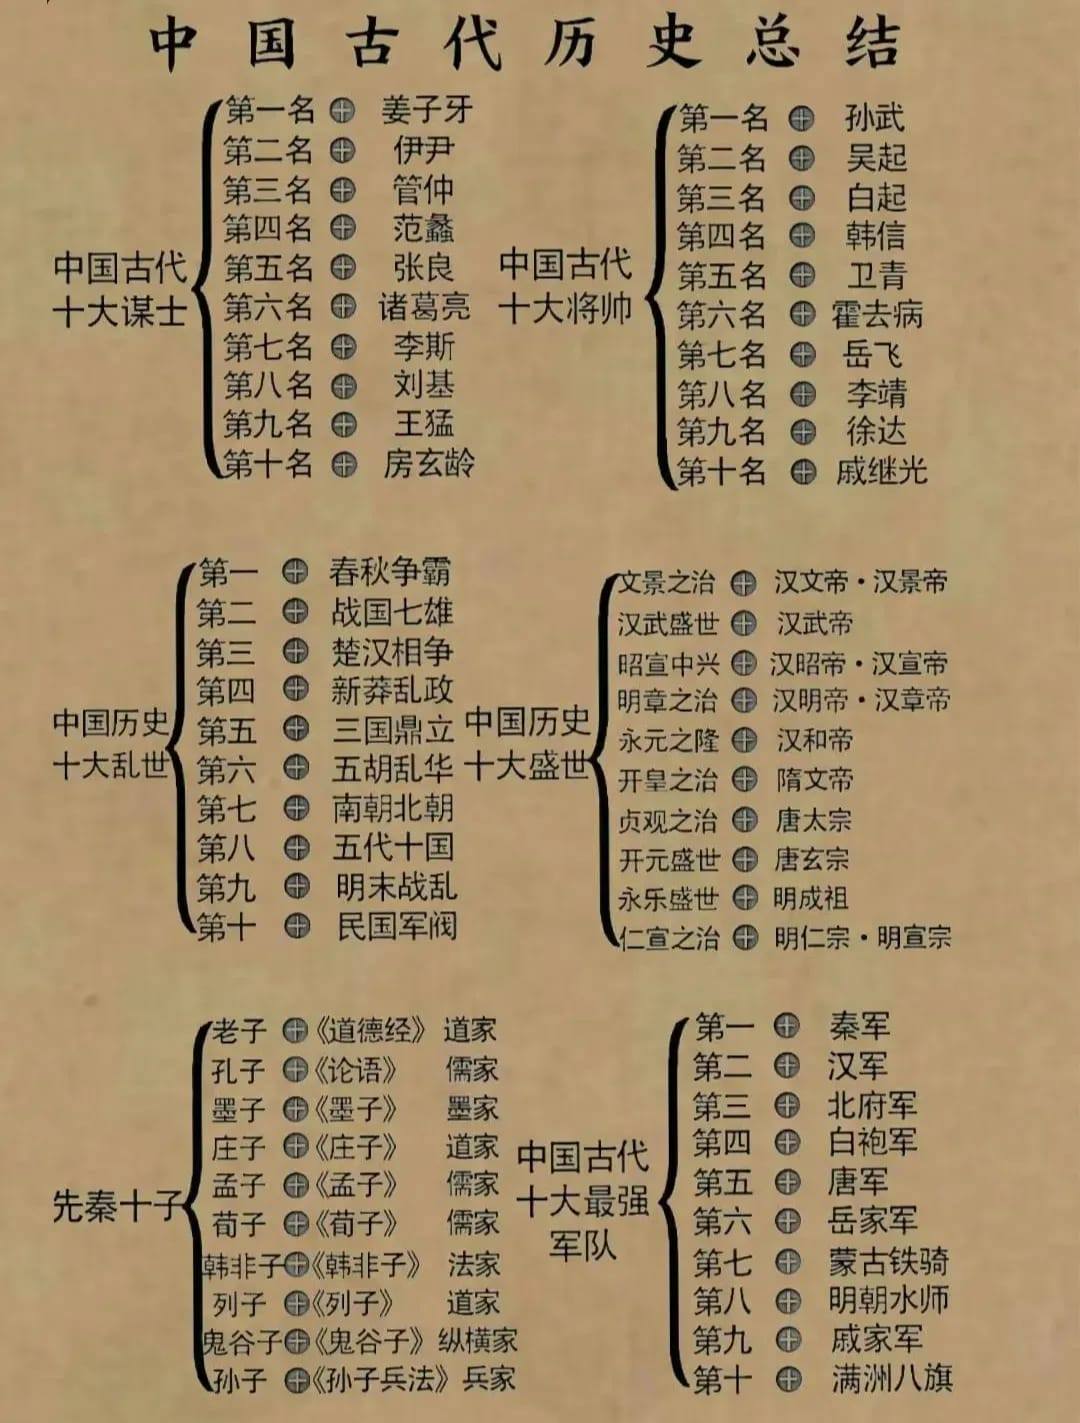 中国古代历史总结
中国古代
十大谋士
第一名 姜子牙
第二名 伊尹
第三名 管仲
第四名 范蠡
第五名 张良
第六名 诸葛亮
第七名 李斯
第八名 刘基
第九名 王猛
第十名 房玄龄
中国古代
十大将帅
第一名 孙武
第二名 吴起
第三名 白起
第四名 韩信
第五名 卫青
第六名 霍去病
第七名 岳飞
第八名 李靖
第九名 徐达
第十名 戚继光
中国历史
十大乱世
第一 春秋争霸
第二 战国七雄
第三 楚汉相争
第四 新莽乱政
第五 三国鼎立
第六 五胡乱华
第七 南朝北朝
第八 五代十国
第九 明末战乱
第十 民国军阀
中国历史
十大盛世
文景之治 汉文帝·汉景帝
汉武盛世 汉武帝
昭宣中兴 汉昭帝·汉宣帝
明章之治 汉明帝·汉章帝
永元之隆 汉和帝
开皇之治 隋文帝
贞观之治 唐太宗
开元盛世 唐玄宗
永乐盛世 明成祖
仁宣之治 明仁宗·明宣宗
先秦十子
老子 《道德经》 道家
孔子 《论语》 儒家
墨子 《墨子》 墨家
庄子 《庄子》 道家
孟子 《孟子》 儒家
荀子 《荀子》 儒家
韩非子 《韩非子》 法家
列子 《列子》 道家
鬼谷子 《鬼谷子》 纵横家
孙子 《孙子兵法》 兵家
中国古代
十大最强
军队
第一 秦军
第二 汉军
第三 北府军
第四 白袍军
第五 唐军
第六 岳家军
第七 蒙古铁骑
第八 明朝水师
第九 戚家军
第十 满洲八旗